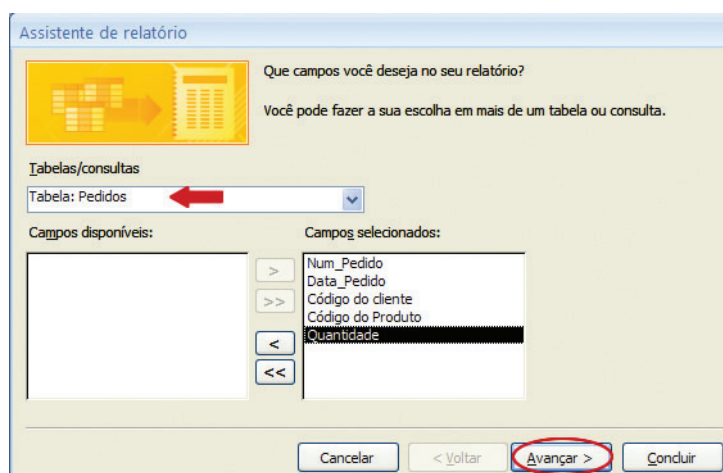 Assistente de relatório
Que campos você deseja no seu relatório?
Você pode fazer a sua escolha em mais de um tabela ou consulta.
Tabelas/consultas
Tabela: Pedidos
Campos disponíveis:
Campos selecionados:
>
>>
<
<<
Num_Pedido
Data_Pedido
Código do cliente
Código do Produto
Quantidade
Cancelar
< Voltar
Avançar >
Concluir